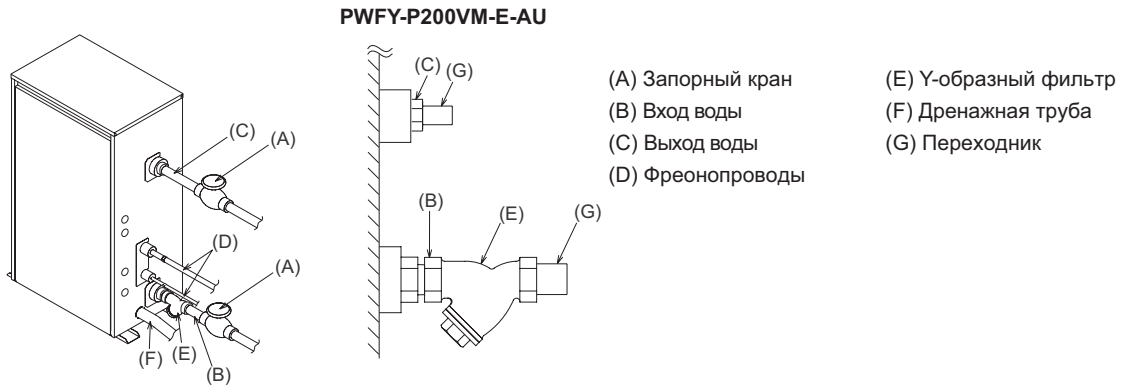 PWFY-P200VM-E-AU
(C)
(G)
(C)
(A)
(B)
(E)
(G)
(D)
(A)
(F)
(E)
(B)
(A) Запорный кран
(B) Вход воды
(C) Выход воды
(D) Фреонопроводы
(E) Y-образный фильтр
(F) Дренажная труба
(G) Переходник